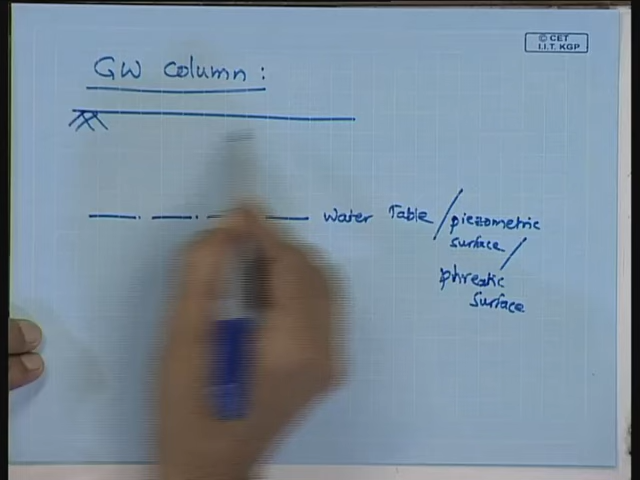 © CET
I.I.T. KGP
GW Column :
Water Table / piezometric
surface /
phreatic
surface